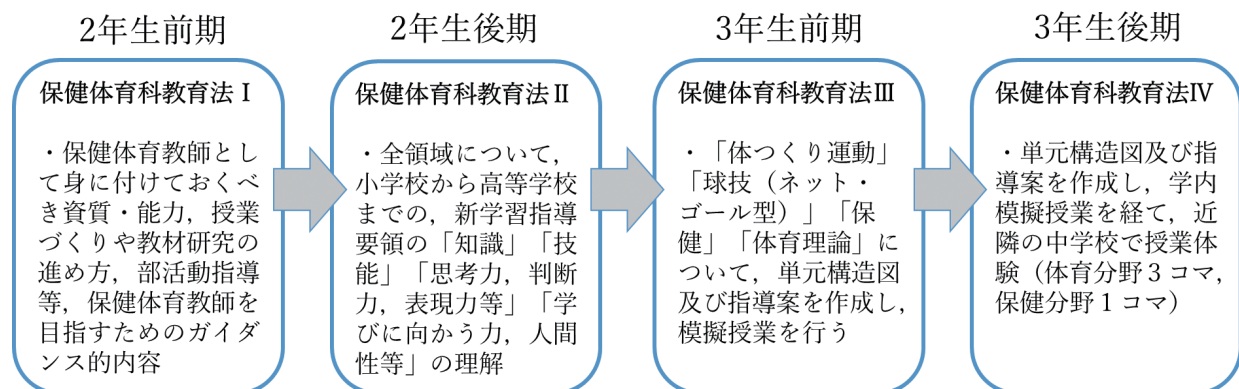 2年生前期
2年生後期
3年生前期
3年生後期
保健体育科教育法Ⅰ
・保健体育教師とし
て身に付けておくべ
き資質・能力，授業
づくりや教材研究の
進め方，部活動指導
等，保健体育教師を
目指すためのガイダ
ンス的内容
保健体育科教育法Ⅱ
・全領域について，
小学校から高等学校
までの，新学習指導
要領の「知識」「技
能」「思考力，判断
力，表現力等」「学
びに向かう力，人間
性等」の理解
保健体育科教育法Ⅲ
・「体つくり運動」
「球技（ネット・
ゴール型）」「保
健」「体育理論」に
ついて，単元構造図
及び指導案を作成し，
模擬授業を行う
保健体育科教育法Ⅳ
・単元構造図及び指
導案を作成し，学内
模擬授業を経て，近
隣の中学校で授業体
験（体育分野３コマ，
保健分野１コマ）